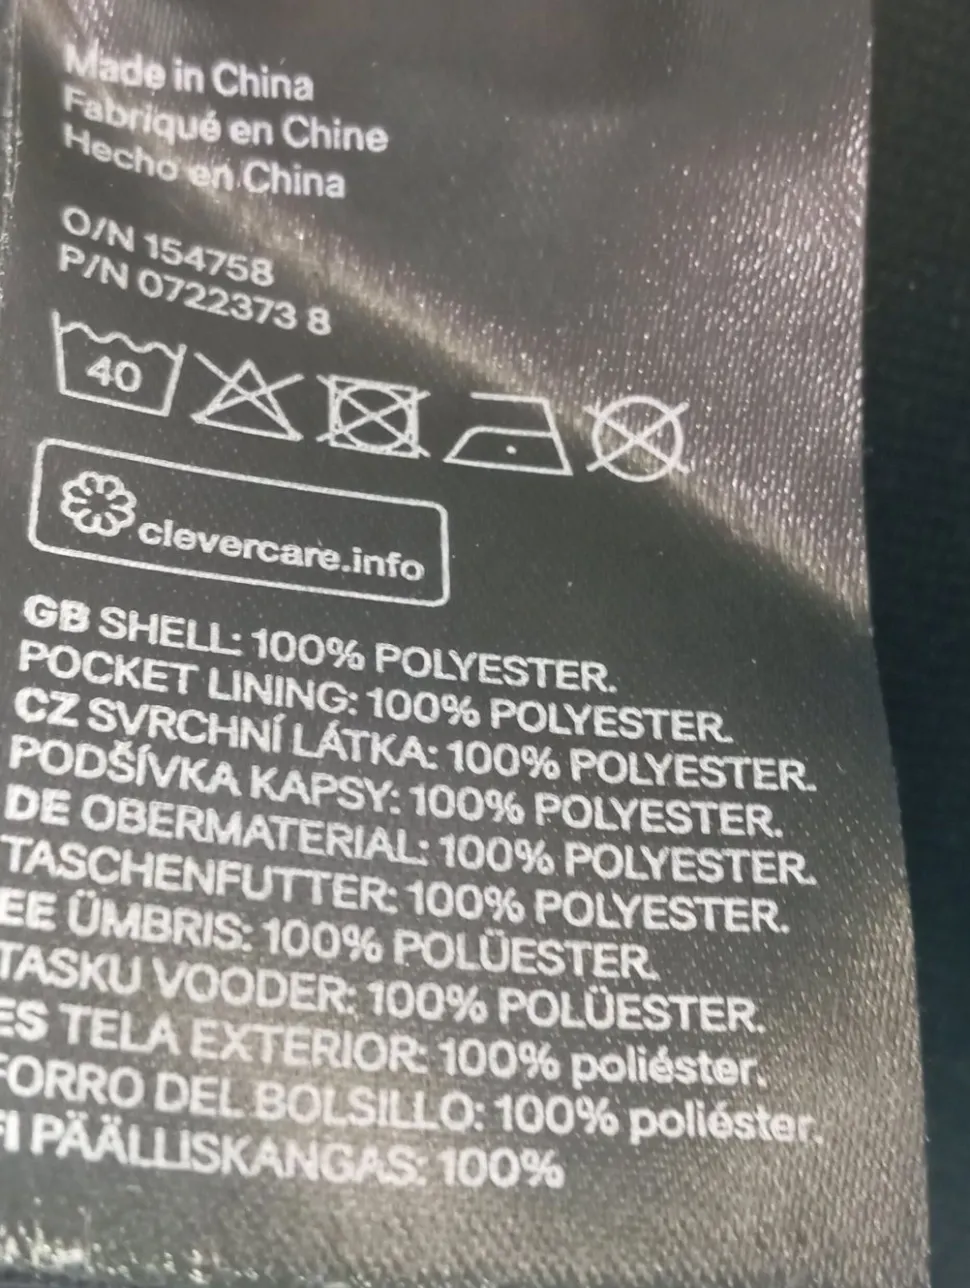 Made in China
Fabriqué en Chine
Hecho en China
O/N 154758
P/N 0722373 8
40
clevercare.info
GB SHELL: 100% POLYESTER.
POCKET LINING: 100% POLYESTER.
CZ SVRCHNÍ LÁTKA: 100% POLYESTER.
PODŠÍVKA KAPSY: 100% POLYESTER.
DE OBERMATERIAL: 100% POLYESTER.
TASCHENFUTTER: 100% POLYESTER.
EE ÜMBRIS: 100% POLÜESTER.
TASKU VOODER: 100% POLÜESTER.
ES TELA EXTERIOR: 100% poliéster.
FORRO DEL BOLSILLO: 100% poliéster.
FI PÄÄLLISKANGAS: 100%